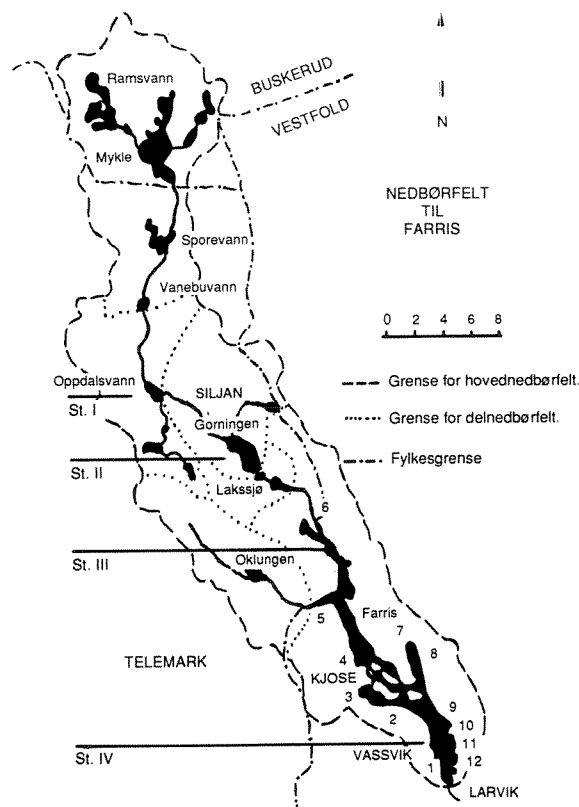 Ramsvann
BUSKERUD
VESTFOLD
N
Mykle
NEDBØRFELT
TIL
FARRIS
Sporevann
Vanebuvann
0 2 4 6 8
Oppdalsvann
SILJAN
Grense for hovednedbørfelt.
St. I
Gorningen
Grense for delnedbørfelt.
St. II
Lakssjø
Fylkesgrense
6
St. III
Oklungen
5
Farris
7
8
TELEMARK
4
KJOSE
3
2
9
10
11
St. IV
VASSVIK
1
12
LARVIK